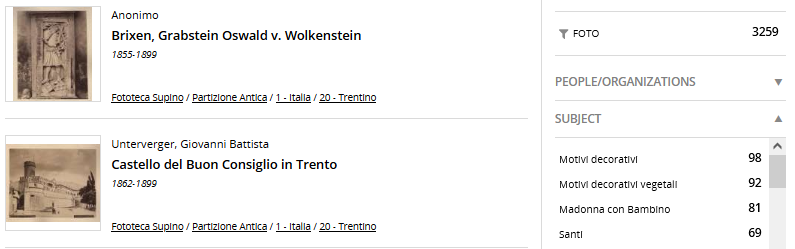 Anonimo
Brixen, Grabstein Oswald v. Wolkenstein
1855-1899
Fototeca Supino / Partizione Antica / 1 - Italia / 20 - Trentino
Unterverger, Giovanni Battista
Castello del Buon Consiglio in Trento
1862-1899
Fototeca Supino / Partizione Antica / 1 - Italia / 20 - Trentino
FOTO 3259
PEOPLE/ORGANIZATIONS
SUBJECT
Motivi decorativi 98
Motivi decorativi vegetali 92
Madonna con Bambino 81
Santi 69